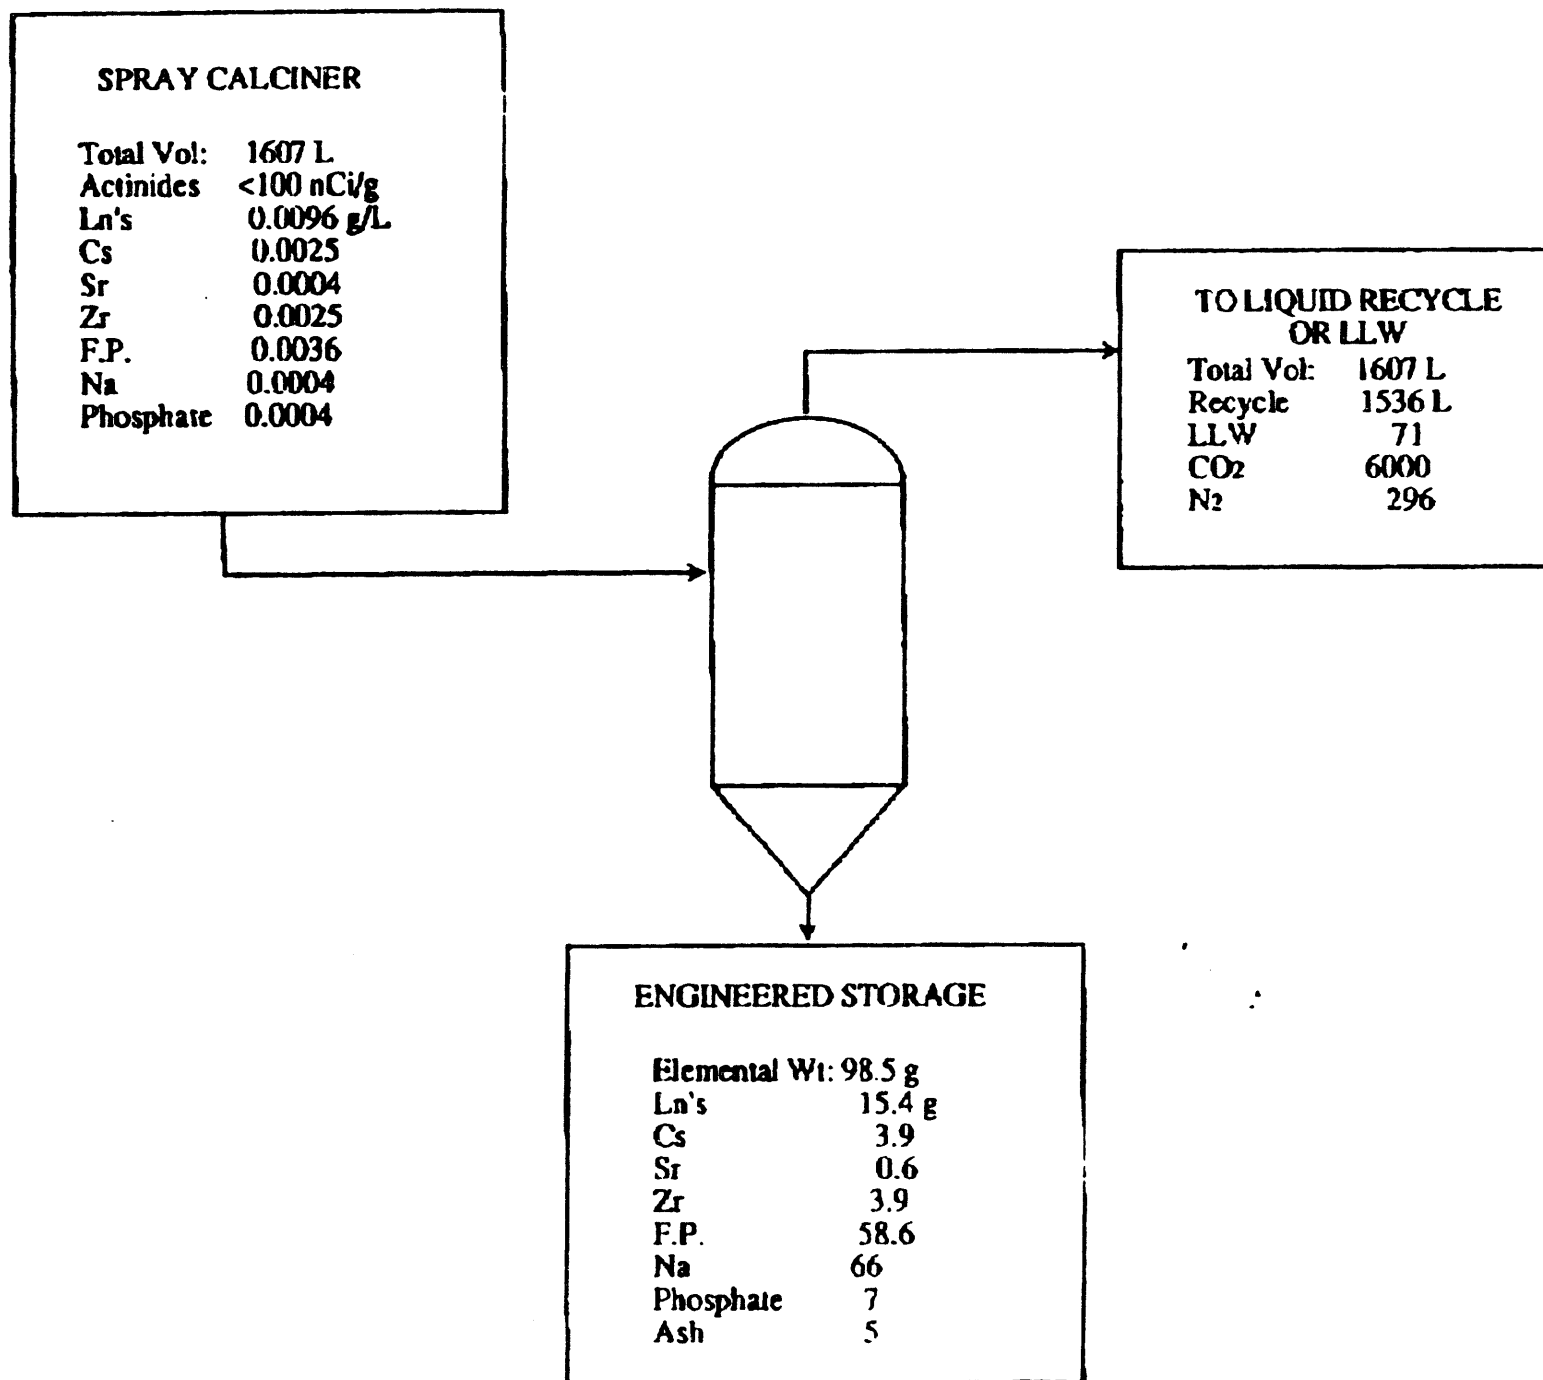 SPRAY CALCINER
Total Vol: 1607 L
Actinides <100 nCi/g
Ln's 0.0096 g/L
Cs 0.0025
Sr 0.0004
Zr 0.0025
F.P. 0.0036
Na 0.0004
Phosphate 0.0004
TO LIQUID RECYCLE
OR LLW
Total Vol: 1607 L
Recycle 1536 L
LLW 71
CO2 6000
N2 296
ENGINEERED STORAGE
Elemental Wt: 98.5 g
Ln's 15.4 g
Cs 3.9
Sr 0.6
Zr 3.9
F.P. 58.6
Na 66
Phosphate 7
Ash 5